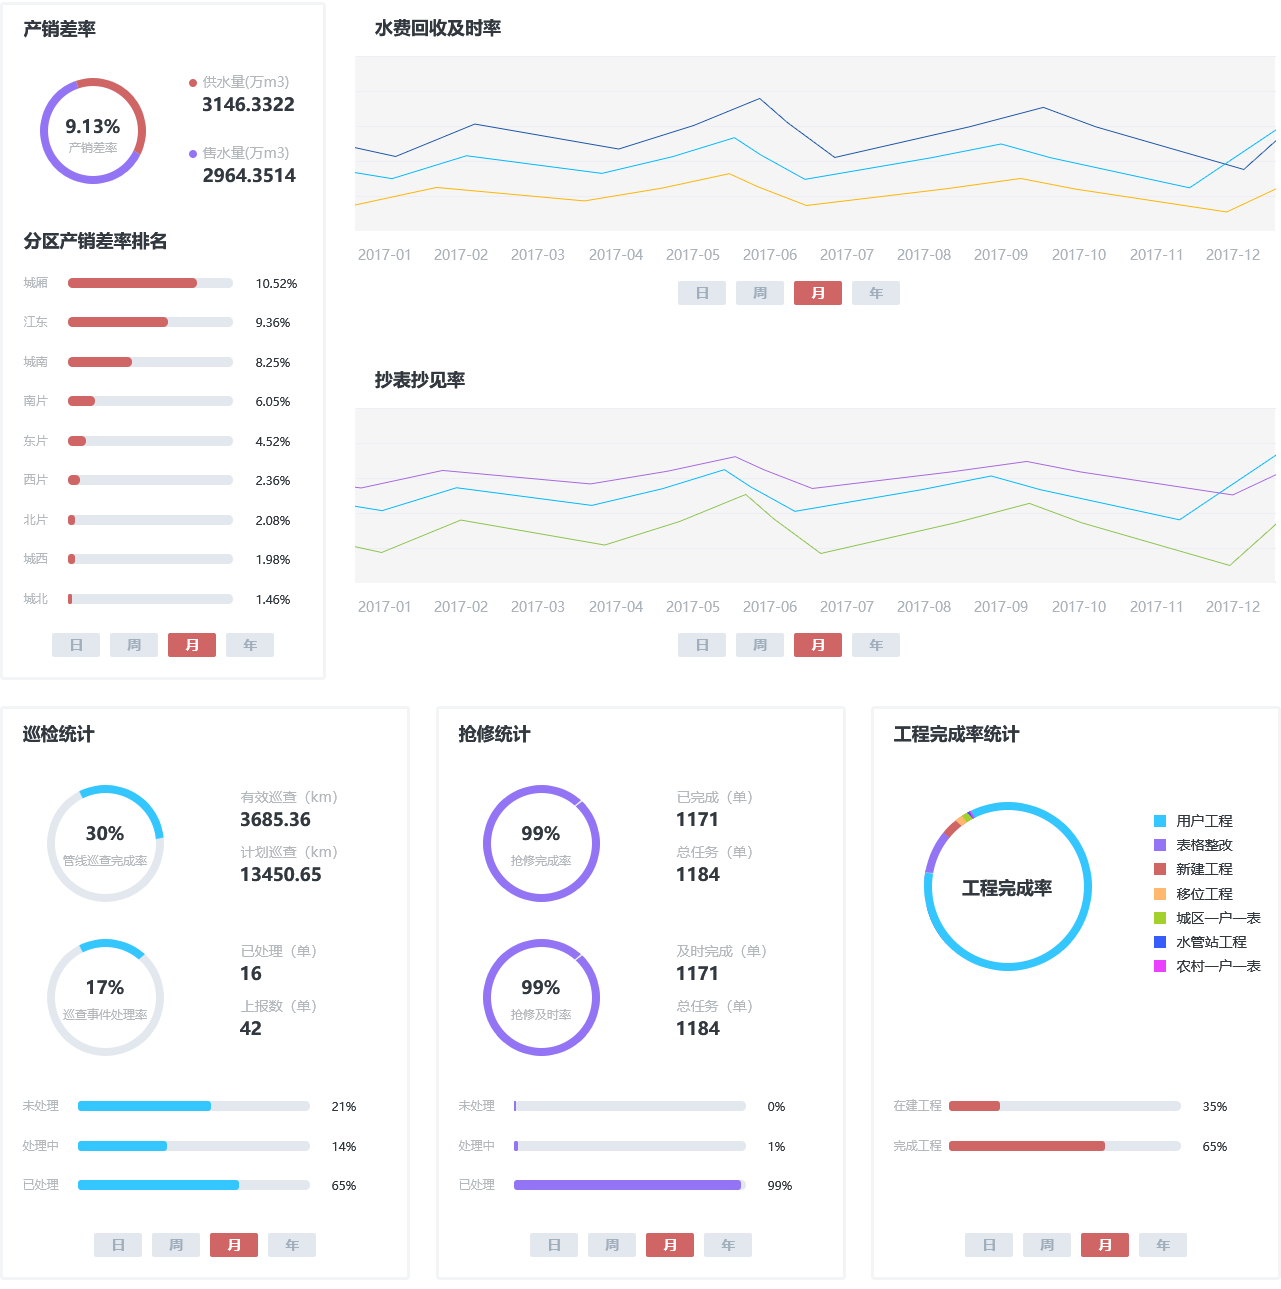 产销差率
9.13%
产销差率
供水量(万m3)
3146.3322
售水量(万m3)
2964.3514
分区产销差率排名
城厢 10.52%
江东 9.36%
城南 8.25%
南片 6.05%
东片 4.52%
西片 2.36%
北片 2.08%
城西 1.98%
城北 1.46%
日 周 月 年
水费回收及时率
2017-01 2017-02 2017-03 2017-04 2017-05 2017-06 2017-07 2017-08 2017-09 2017-10 2017-11 2017-12
日 周 月 年
抄表抄见率
2017-01 2017-02 2017-03 2017-04 2017-05 2017-06 2017-07 2017-08 2017-09 2017-10 2017-11 2017-12
日 周 月 年
巡检统计
30%
管线巡查完成率
有效巡查（km）
3685.36
计划巡查（km）
13450.65
17%
巡查事件处理率
已处理（单）
16
上报数（单）
42
未处理 21%
处理中 14%
已处理 65%
日 周 月 年
抢修统计
99%
抢修完成率
已完成（单）
1171
总任务（单）
1184
99%
抢修及时率
及时完成（单）
1171
总任务（单）
1184
未处理 0%
处理中 1%
已处理 99%
日 周 月 年
工程完成率统计
工程完成率
用户工程
表格整改
新建工程
移位工程
城区一户一表
水管站工程
农村一户一表
在建工程 35%
完成工程 65%
日 周 月 年